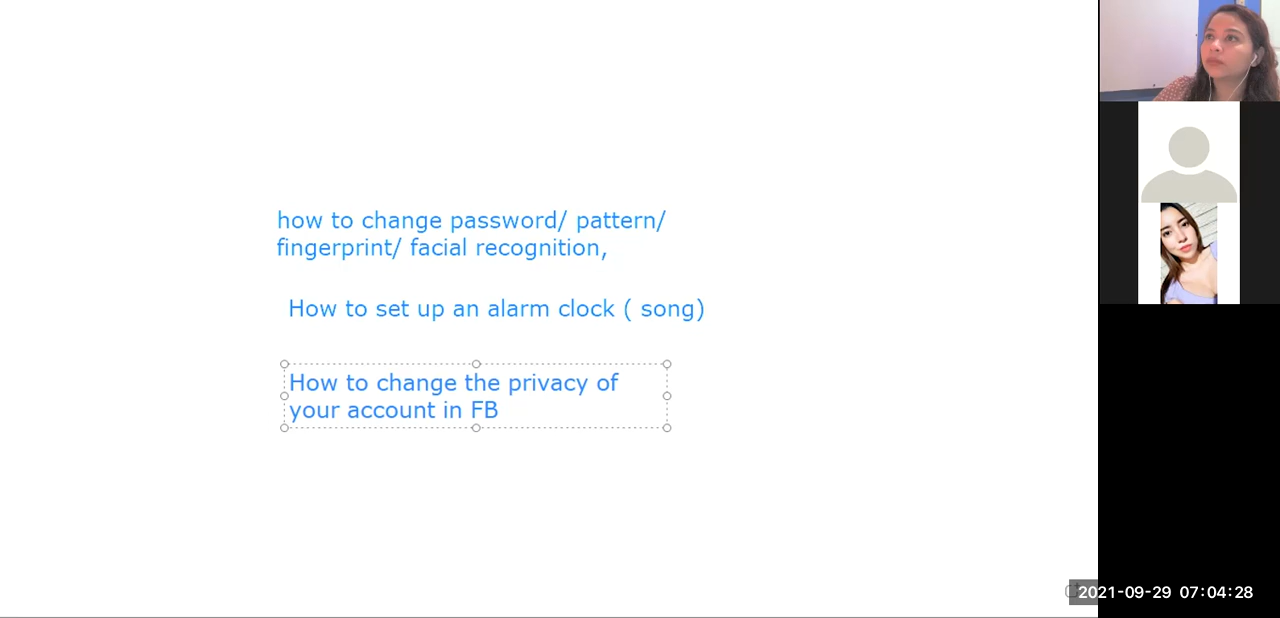 how to change password/ pattern/
fingerprint/ facial recognition,
How to set up an alarm clock ( song)
How to change the privacy of
your account in FB
2021-09-29 07:04:28